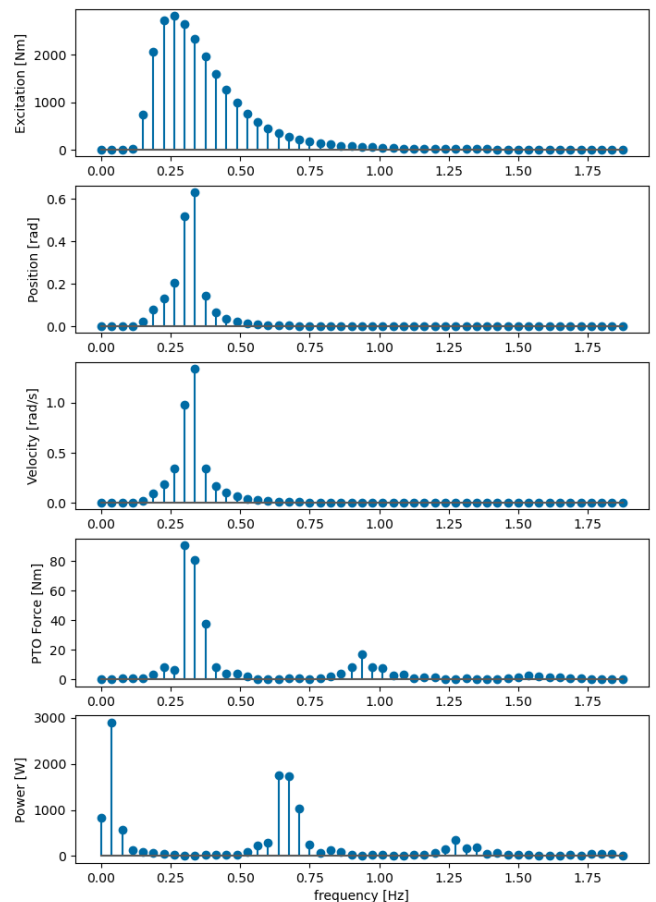 Excitation [Nm]
2000
1000
0
0.00 0.25 0.50 0.75 1.00 1.25 1.50 1.75
Position [rad]
0.6
0.4
0.2
0.0
0.00 0.25 0.50 0.75 1.00 1.25 1.50 1.75
Velocity [rad/s]
1.0
0.5
0.0
0.00 0.25 0.50 0.75 1.00 1.25 1.50 1.75
PTO Force [Nm]
80
60
40
20
0
0.00 0.25 0.50 0.75 1.00 1.25 1.50 1.75
Power [W]
3000
2000
1000
0
0.00 0.25 0.50 0.75 1.00 1.25 1.50 1.75
frequency [Hz]